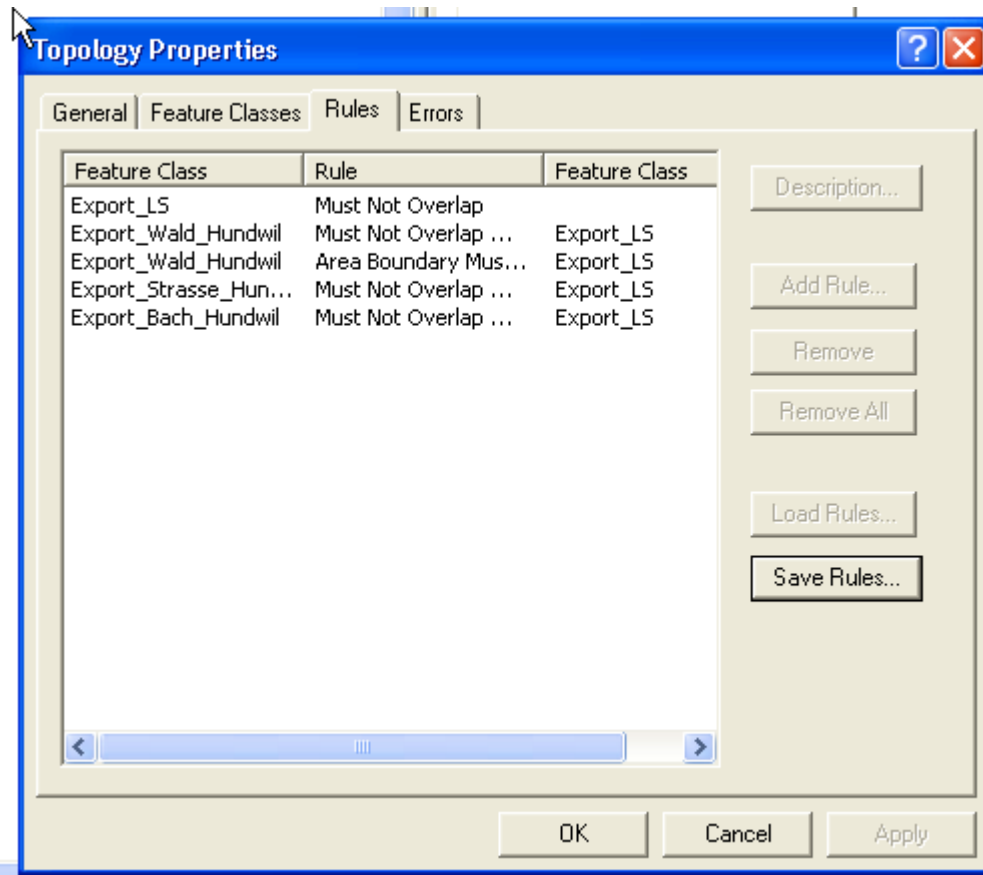 Topology Properties
General Feature Classes Rules Errors
Feature Class Rule Feature Class
Export_LS Must Not Overlap
Export_Wald_Hundwil Must Not Overlap ... Export_LS
Export_Wald_Hundwil Area Boundary Mus... Export_LS
Export_Strasse_Hun... Must Not Overlap ... Export_LS
Export_Bach_Hundwil Must Not Overlap ... Export_LS
Description...
Add Rule...
Remove
Remove All
Load Rules...
Save Rules...
OK Cancel Apply